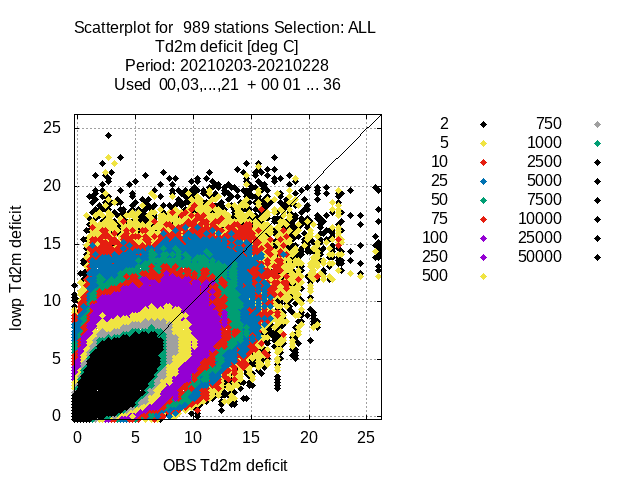 Scatterplot for  989 stations Selection: ALL
Td2m deficit [deg C]
Period: 20210203-20210228
Used  00,03,...,21  + 00 01 ... 36
25
20
15
10
5
0
0 5 10 15 20 25
lowp Td2m deficit
OBS Td2m deficit
2 750
5 1000
10 2500
25 5000
50 7500
75 10000
100 25000
250 50000
500